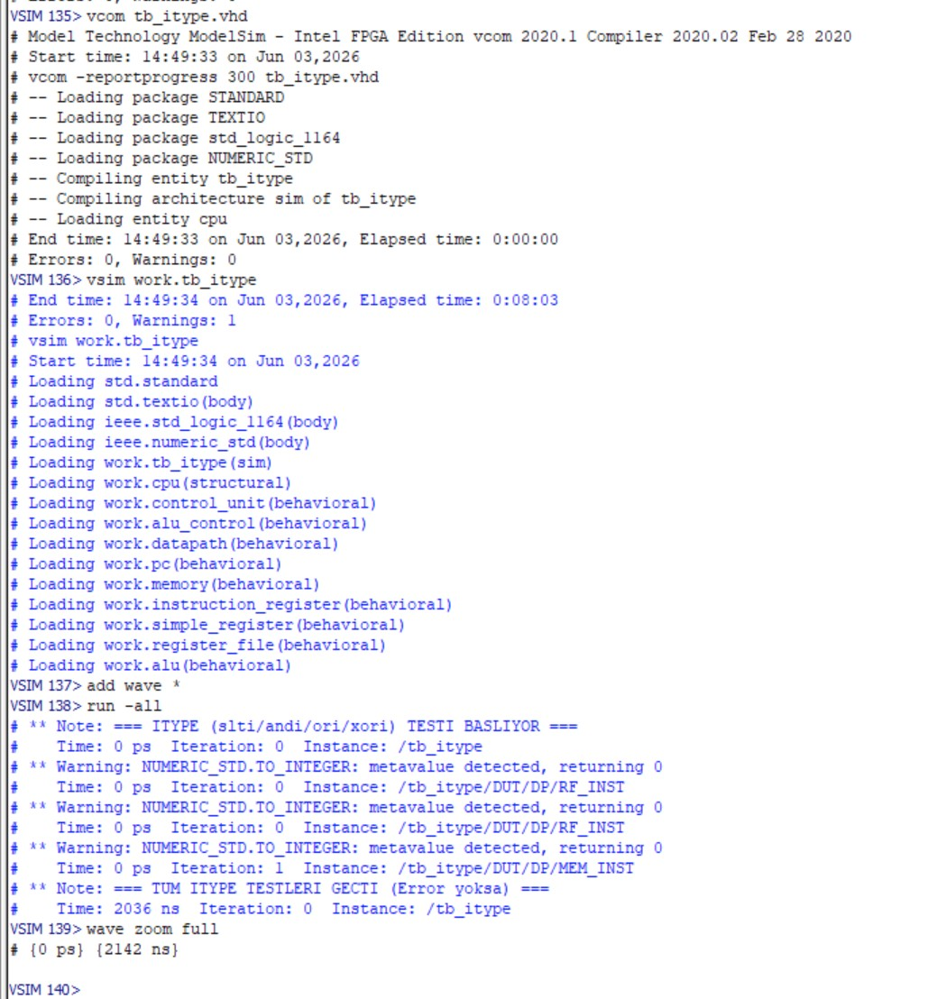 VSIM 135> vcom tb_itype.vhd
# Model Technology ModelSim - Intel FPGA Edition vcom 2020.1 Compiler 2020.02 Feb 28 2020
# Start time: 14:49:33 on Jun 03,2026
# vcom -reportprogress 300 tb_itype.vhd
# -- Loading package STANDARD
# -- Loading package TEXTIO
# -- Loading package std_logic_1164
# -- Loading package NUMERIC_STD
# -- Compiling entity tb_itype
# -- Compiling architecture sim of tb_itype
# -- Loading entity cpu
# End time: 14:49:33 on Jun 03,2026, Elapsed time: 0:00:00
# Errors: 0, Warnings: 0
VSIM 136> vsim work.tb_itype
# End time: 14:49:34 on Jun 03,2026, Elapsed time: 0:08:03
# Errors: 0, Warnings: 1
# vsim work.tb_itype
# Start time: 14:49:34 on Jun 03,2026
# Loading std.standard
# Loading std.textio(body)
# Loading ieee.std_logic_1164(body)
# Loading ieee.numeric_std(body)
# Loading work.tb_itype(sim)
# Loading work.cpu(structural)
# Loading work.control_unit(behavioral)
# Loading work.alu_control(behavioral)
# Loading work.datapath(behavioral)
# Loading work.pc(behavioral)
# Loading work.memory(behavioral)
# Loading work.instruction_register(behavioral)
# Loading work.simple_register(behavioral)
# Loading work.register_file(behavioral)
# Loading work.alu(behavioral)
VSIM 137> add wave *
VSIM 138> run -all
# ** Note: === ITYPE (slti/andi/ori/xori) TESTI BASLIYOR ===
#    Time: 0 ps  Iteration: 0  Instance: /tb_itype
# ** Warning: NUMERIC_STD.TO_INTEGER: metavalue detected, returning 0
#    Time: 0 ps  Iteration: 0  Instance: /tb_itype/DUT/DP/RF_INST
# ** Warning: NUMERIC_STD.TO_INTEGER: metavalue detected, returning 0
#    Time: 0 ps  Iteration: 0  Instance: /tb_itype/DUT/DP/RF_INST
# ** Warning: NUMERIC_STD.TO_INTEGER: metavalue detected, returning 0
#    Time: 0 ps  Iteration: 1  Instance: /tb_itype/DUT/DP/MEM_INST
# ** Note: === TUM ITYPE TESTLERI GECTI (Error yoksa) ===
#    Time: 2036 ns  Iteration: 0  Instance: /tb_itype
VSIM 139> wave zoom full
# {0 ps} {2142 ns}
VSIM 140>